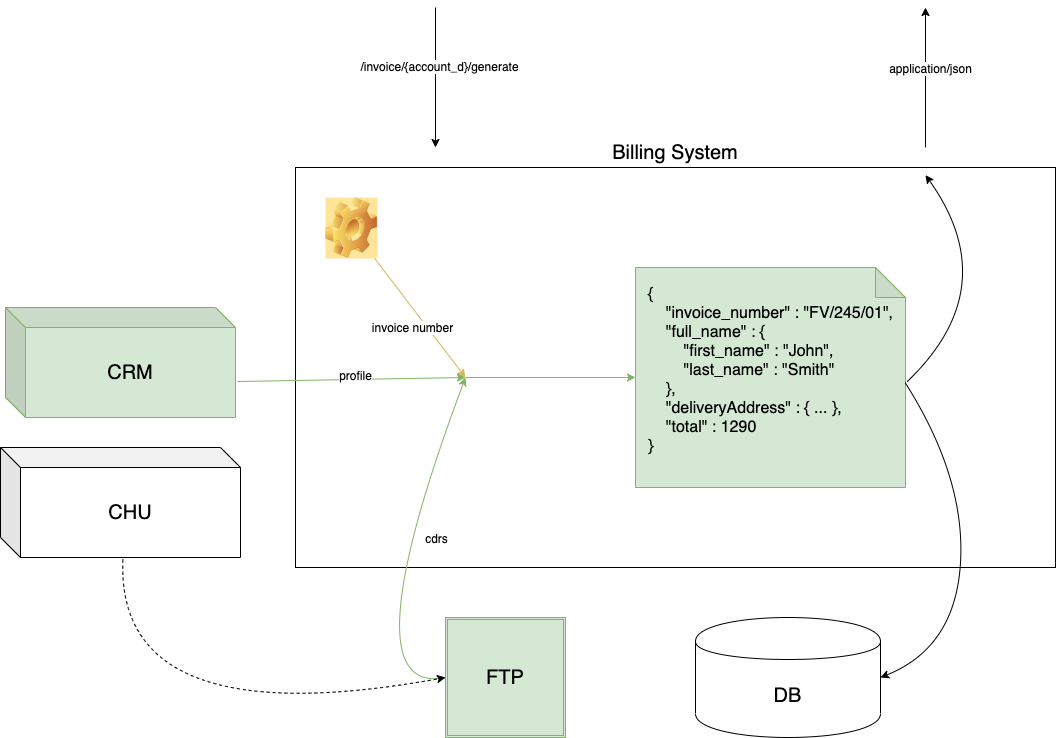 /invoice/{account_d}/generate
application/json
Billing System
invoice number
profile
CRM
CHU
{
"invoice_number" : "FV/245/01",
"full_name" : {
"first_name" : "John",
"last_name" : "Smith"
},
"deliveryAddress" : { ... },
"total" : 1290
}
cdrs
FTP
DB